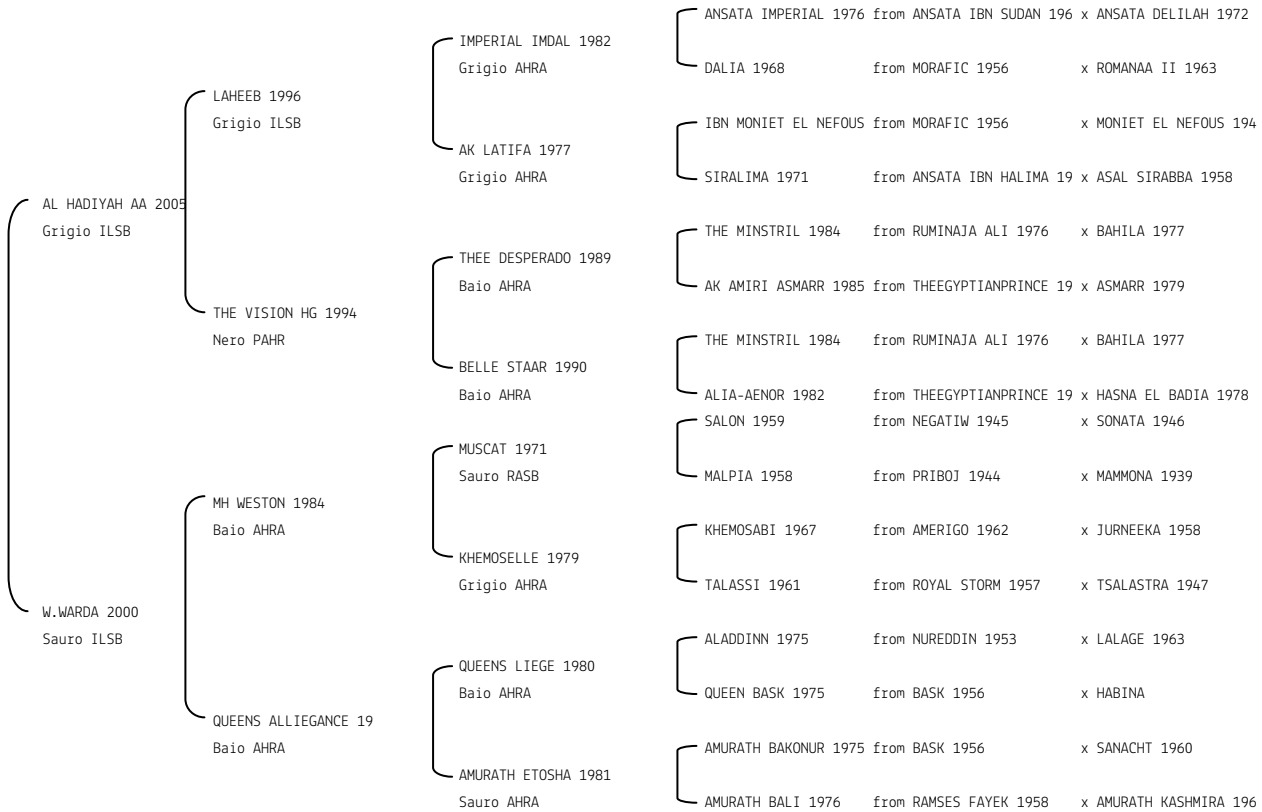 ANSATA IMPERIAL 1976 from ANSATA IBN SUDAN 196 x ANSATA DELILAH 1972
IMPERIAL IMDAL 1982
Grigio AHRA
DALIA 1968 from MORAFIC 1956 x ROMANAA II 1963
LAHEEB 1996
Grigio ILSB
IBN MONIET EL NEFOUS from MORAFIC 1956 x MONIET EL NEFOUS 194
AK LATIFA 1977
Grigio AHRA
SIRALIMA 1971 from ANSATA IBN HALIMA 19 x ASAL SIRABBA 1958
AL HADIYAH AA 2005
Grigio ILSB
THE MINSTRIL 1984 from RUMINAJA ALI 1976 x BAHILA 1977
THEE DESPERADO 1989
Baio AHRA
AK AMIRI ASMARR 1985 from THEEGYPTIANPRINCE 19 x ASMARR 1979
THE VISION HG 1994
Nero PAHR
THE MINSTRIL 1984 from RUMINAJA ALI 1976 x BAHILA 1977
BELLE STAAR 1990
Baio AHRA
ALIA-AENOR 1982 from THEEGYPTIANPRINCE 19 x HASNA EL BADIA 1978
SALON 1959 from NEGATIW 1945 x SONATA 1946
MUSCAT 1971
Sauro RASB
MALPIA 1958 from PRIBOJ 1944 x MAMMONA 1939
MH WESTON 1984
Baio AHRA
KHEMOSABI 1967 from AMERIGO 1962 x JURNEEKA 1958
KHEMOSELLE 1979
Grigio AHRA
TALASSI 1961 from ROYAL STORM 1957 x TSALASTRA 1947
W.WARDA 2000
Sauro ILSB
ALADDINN 1975 from NUREDDIN 1953 x LALAGE 1963
QUEENS LIEGE 1980
Baio AHRA
QUEEN BASK 1975 from BASK 1956 x HABINA
QUEENS ALLIEGANCE 19
Baio AHRA
AMURATH BAKONUR 1975 from BASK 1956 x SANACHT 1960
AMURATH ETOSHA 1981
Sauro AHRA
AMURATH BALI 1976 from RAMSES FAYEK 1958 x AMURATH KASHMIRA 196